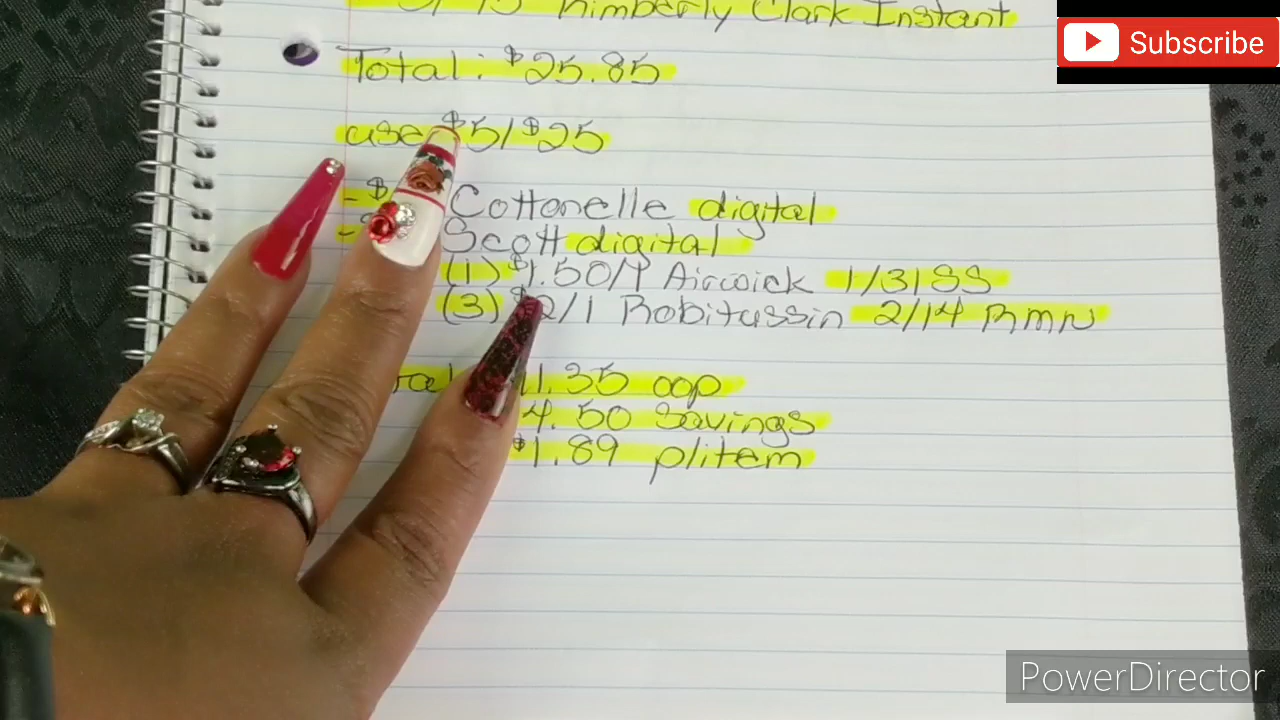 Kimberly Clark Instant
Subscribe
Total: $25.85
use $5/$25
-$ Cottonelle digital
- Scott digital
(1) $1.50/1 Airwick 1/31 SS
(3) $2/1 Robitussin 2/14 RMN
11.35 oop
4.50 savings
$1.89 p/item
PowerDirector